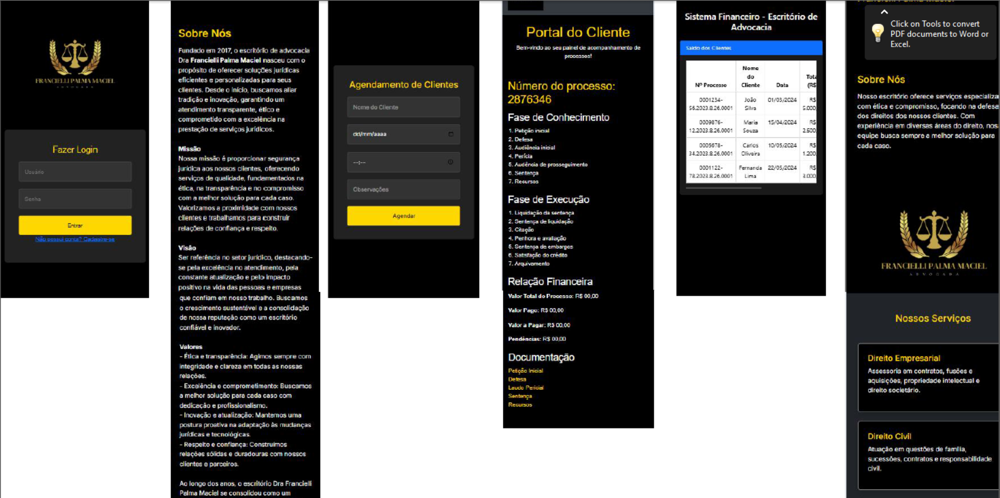 FRANCIELLI PALMA MACIEL
ADVOGADA
Fazer Login
Usuário
Senha
Entrar
Não possui conta? Cadastre-se
Sobre Nós
Fundado em 2017, o escritório de advocacia
Dra Francielli Palma Maciel nasceu com o
propósito de oferecer soluções jurídicas
eficientes e personalizadas para seus
clientes. Desde o início, buscamos aliar
tradição e inovação, garantindo um
atendimento transparente, ético e
comprometido com a excelência na
prestação de serviços jurídicos.
Missão
Nossa missão é proporcionar segurança
jurídica aos nossos clientes, oferecendo
serviços de qualidade, fundamentados na
ética, na transparência e no compromisso
com a melhor solução para cada caso.
Valorizamos a proximidade com nossos
clientes e trabalhamos para construir
relações de confiança e respeito.
Visão
Ser referência no setor jurídico, destacando-
se pela excelência no atendimento, pela
constante atualização e pelo impacto
positivo na vida das pessoas e empresas
que confiam em nosso trabalho. Buscamos
o crescimento sustentável e a consolidação
de nossa reputação como um escritório
confiável e inovador.
Valores
- Ética e transparência: Agimos sempre com
integridade e clareza em todas as nossas
relações.
- Excelência e comprometimento: Buscamos
a melhor solução para cada caso com
dedicação e profissionalismo.
- Inovação e atualização: Mantemos uma
postura proativa na adaptação às mudanças
jurídicas e tecnológicas.
- Respeito e confiança: Construímos
relações sólidas e duradouras com nossos
clientes e parceiros.
Ao longo dos anos, o escritório Dra Francielli
Palma Maciel se consolidou como um
Agendamento de Clientes
Nome do Cliente
dd/mm/aaaa
--:--
Observações
Agendar
Portal do Cliente
Bem-vindo ao seu painel de acompanhamento de
processos!
Número do processo:
2876346
Fase de Conhecimento
1. Petição inicial
2. Defesa
3. Audiência inicial
4. Perícia
5. Audência de prosseguimento
6. Sentença
7. Recursos
Fase de Execução
1. Liquidação da sentença
2. Sentença de liquidação
3. Citação
4. Penhora e avaliação
5. Sentença de embargos
6. Satisfação do crédito
7. Arquivamento
Relação Financeira
Valor Total do Processo: R$ 00,00
Valor Pago: R$ 00,00
Valor a Pagar: R$ 00,00
Pendências: R$ 00,00
Documentação
Petição Inicial
Defesa
Laudo Pericial
Sentença
Recursos
Sistema Financeiro - Escritório de
Advocacia
Saldo dos Clientes
Nº Processo Nome do Cliente Data Tota (R$
0001234-56.2023.8.26.0001 João Silva 01/03/2024 R$ 5.000,
0009876-12.2023.8.26.0001 Maria Souza 15/04/2024 R$ 2.500,
0005678-34.2023.8.26.0001 Carlos Oliveira 10/05/2024 R$ 1.200,
0001122-78.2023.8.26.0001 Fernanda Lima 22/05/2024 R$ 3.000,
Click on Tools to convert
PDF documents to Word or
Excel.
Sobre Nós
Nosso escritório oferece serviços especializa
com ética e compromisso, focando na defesa
dos direitos dos nossos clientes. Com
experiência em diversas áreas do direito, nos
equipe busca sempre a melhor solução para
cada caso.
FRANCIELLI PALMA MACIEL
ADVOGADA
Nossos Serviços
Direito Empresarial
Assessoria em contratos, fusões e
aquisições, propriedade intelectual e
direito societário.
Direito Civil
Atuação em questões de família,
sucessões, contratos e responsabilidade
civil.